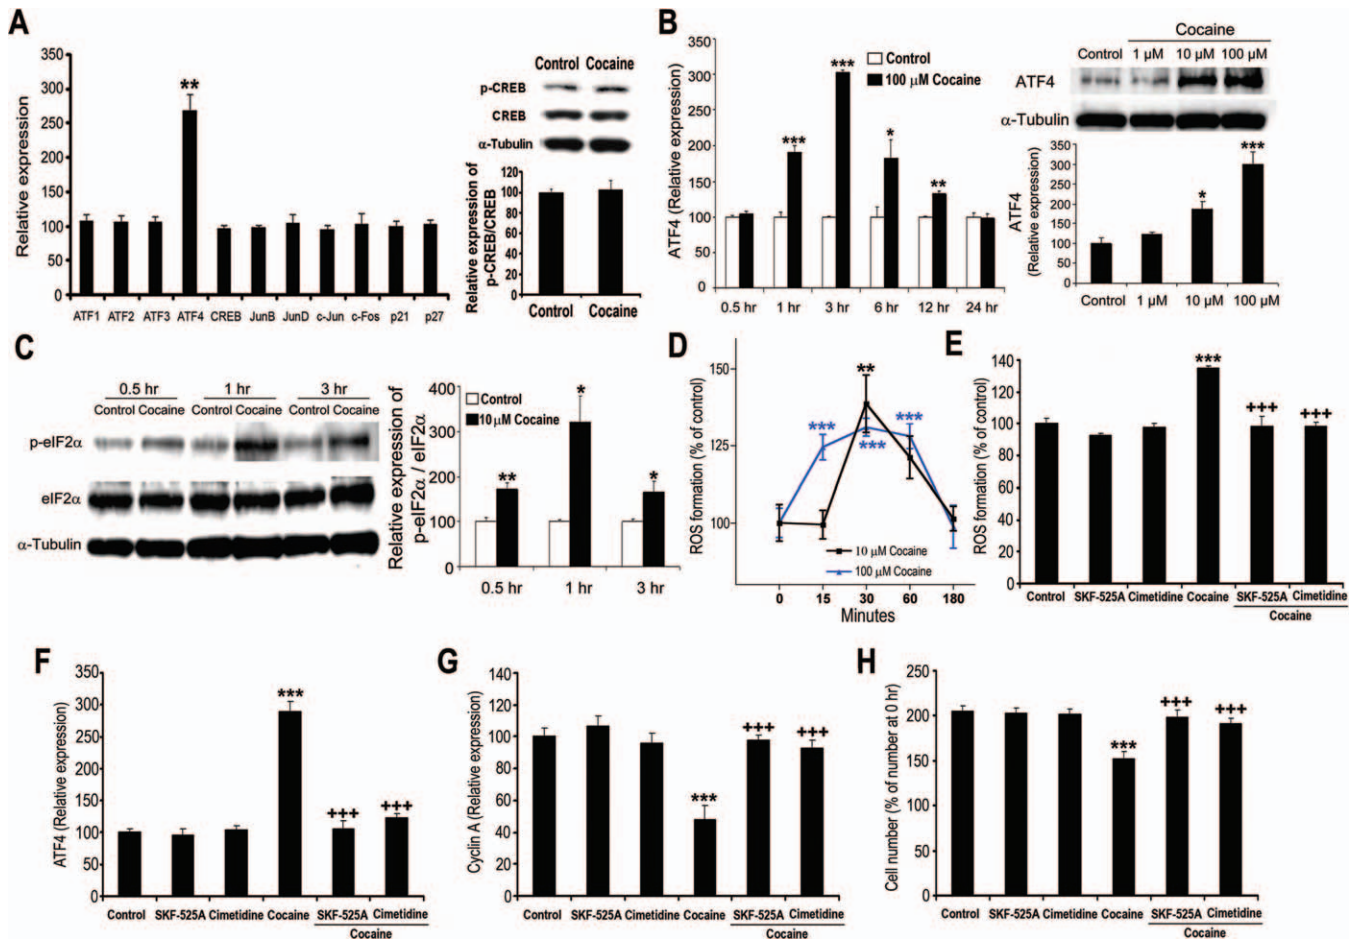 A
Relative expression
350
300
250
200
150
100
50
0
**
ATF1 ATF2 ATF3 ATF4 CREB JunB JunD c-Jun c-Fos p21 p27
Control Cocaine
p-CREB
CREB
α-Tubulin
Relative expression of
p-CREB/CREB
120
100
80
60
40
20
0
Control Cocaine
B
ATF4 (Relative expression)
350
300
250
200
150
100
50
0
Control
100 μM Cocaine
***
***
*
**
0.5 hr 1 hr 3 hr 6 hr 12 hr 24 hr
Cocaine
Control 1 μM 10 μM 100 μM
ATF4
α-Tubulin
ATF4
(Relative expression)
350
300
250
200
150
100
50
0
*
***
Control 1 μM 10 μM 100 μM
C
0.5 hr 1 hr 3 hr
Control Cocaine Control Cocaine Control Cocaine
p-eIF2α
eIF2α
α-Tubulin
Relative expression of
p-eIF2α / eIF2α
400
300
200
100
0
Control
10 μM Cocaine
**
*
*
0.5 hr 1 hr 3 hr
D
ROS formation (% of control)
150
125
100
***
**
***
***
10 μM Cocaine
100 μM Cocaine
0 15 30 60 180
Minutes
E
ROS formation (% of control)
140
120
100
80
60
40
20
0
***
+++
+++
Control SKF-525A Cimetidine Cocaine SKF-525A Cimetidine
Cocaine
F
ATF4 (Relative expression)
350
300
250
200
150
100
50
0
***
+++
+++
Control SKF-525A Cimetidine Cocaine SKF-525A Cimetidine
Cocaine
G
Cyclin A (Relative expression)
140
120
100
80
60
40
20
0
***
+++
+++
Control SKF-525A Cimetidine Cocaine SKF-525A Cimetidine
Cocaine
H
Cell number (% of number at 0 hr)
250
200
150
100
50
0
***
+++
+++
Control SKF-525A Cimetidine Cocaine SKF-525A Cimetidine
Cocaine